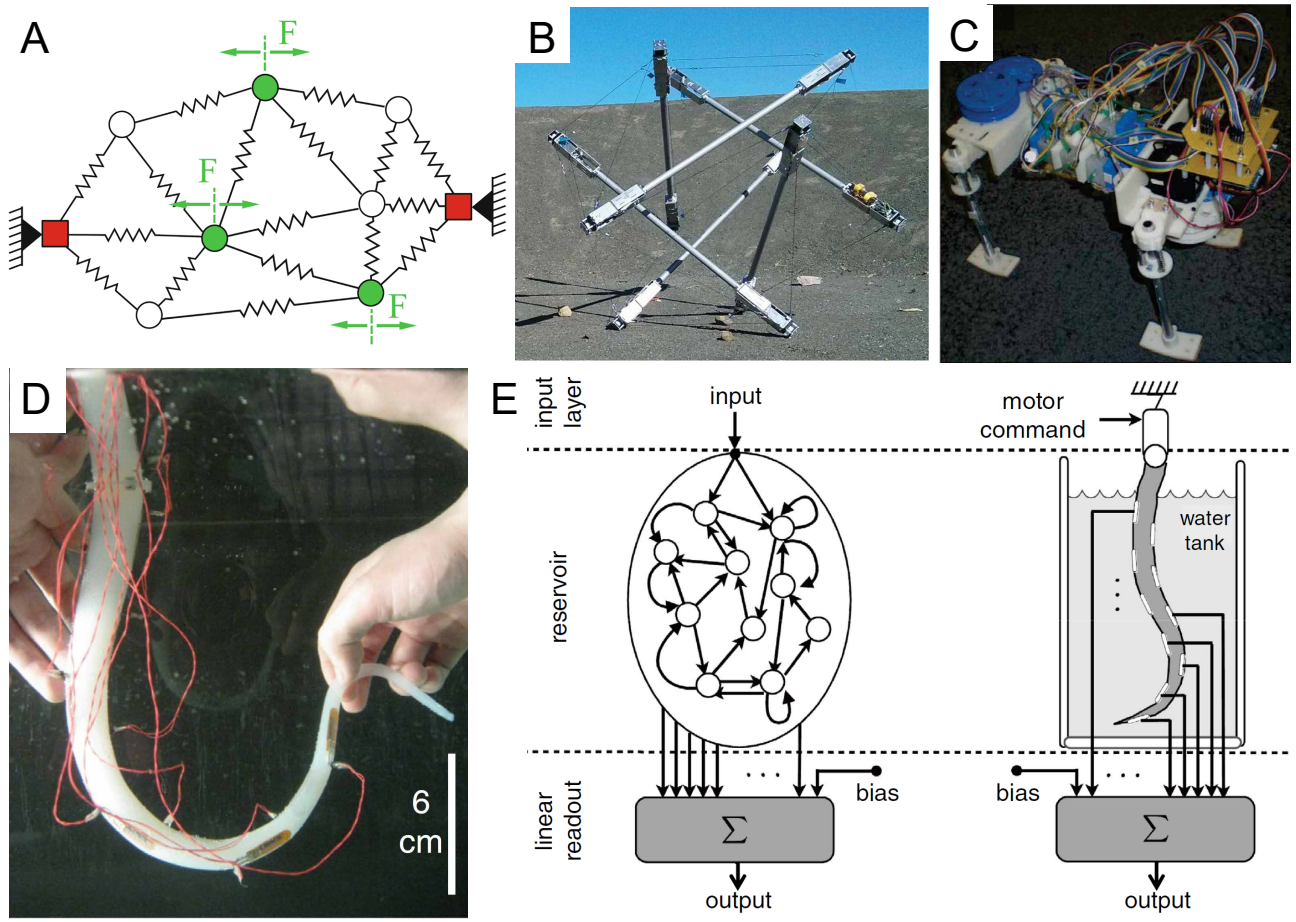 A
F
F
F
B
C
D
6
cm
E
input
layer
input
motor
command
reservoir
water
tank
linear
readout
bias
bias
Σ
Σ
output
output